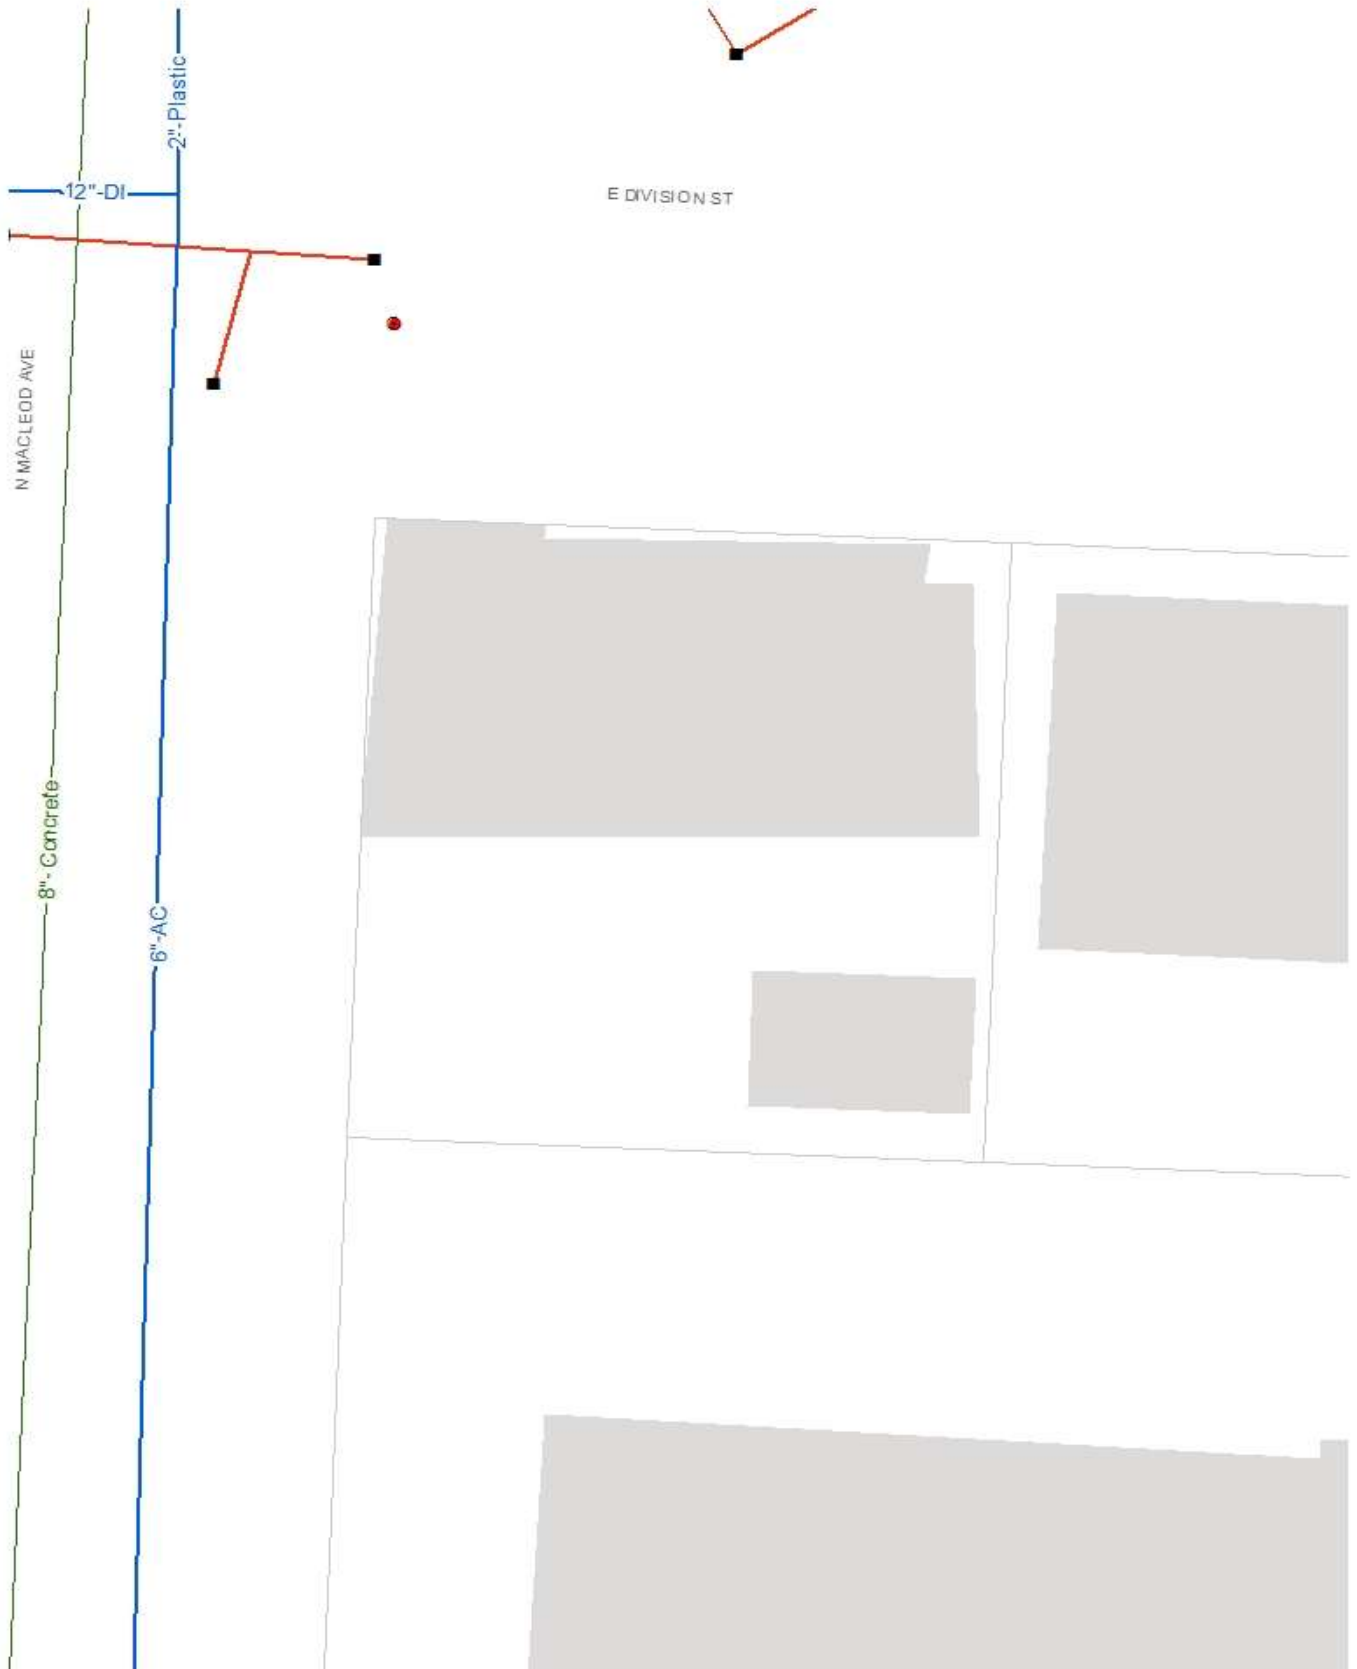 2"-Plastic
12"-DI
E DIVISION ST
N MACLEOD AVE
8"- Concrete
6"-AC